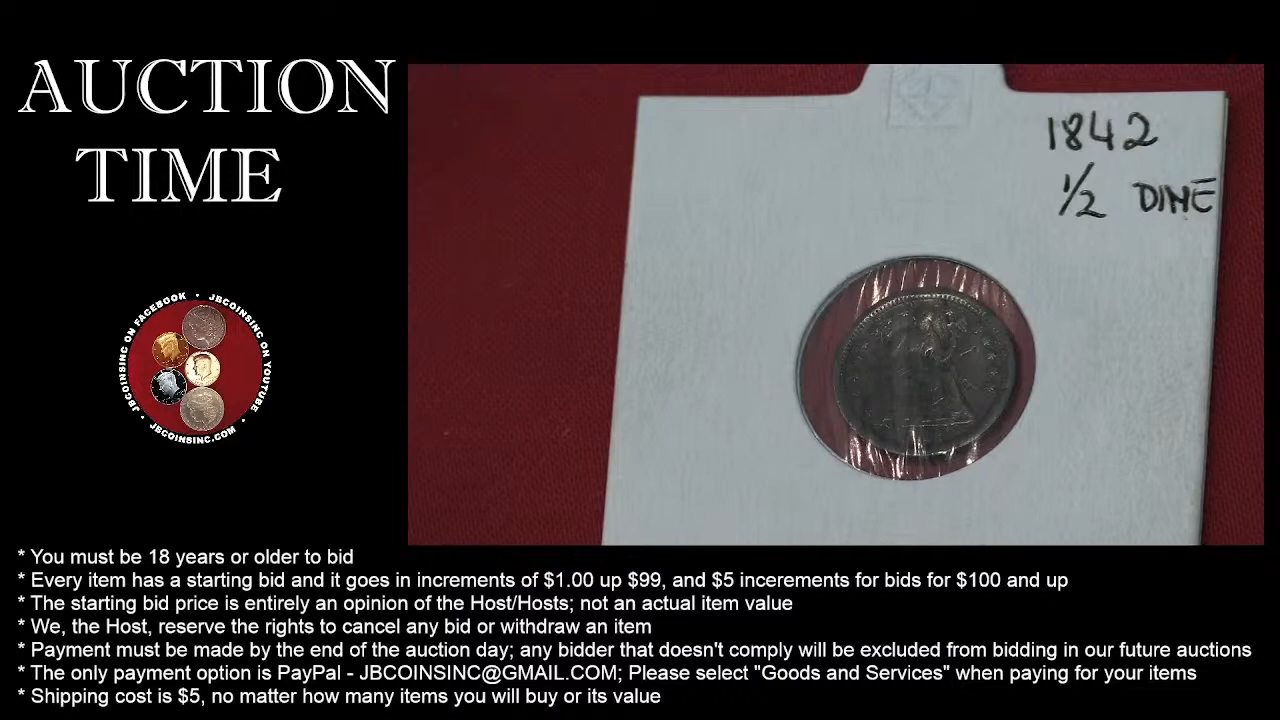 AUCTION
TIME
1842
1/2 DIME
JBCOINSINC ON FACEBOOK • JBCOINSINC ON YOUTUBE • JBCOINSINC.COM •
* You must be 18 years or older to bid
* Every item has a starting bid and it goes in increments of $1.00 up $99, and $5 incerements for bids for $100 and up
* The starting bid price is entirely an opinion of the Host/Hosts; not an actual item value
* We, the Host, reserve the rights to cancel any bid or withdraw an item
* Payment must be made by the end of the auction day; any bidder that doesn't comply will be excluded from bidding in our future auctions
* The only payment option is PayPal - JBCOINSINC@GMAIL.COM; Please select "Goods and Services" when paying for your items
* Shipping cost is $5, no matter how many items you will buy or its value